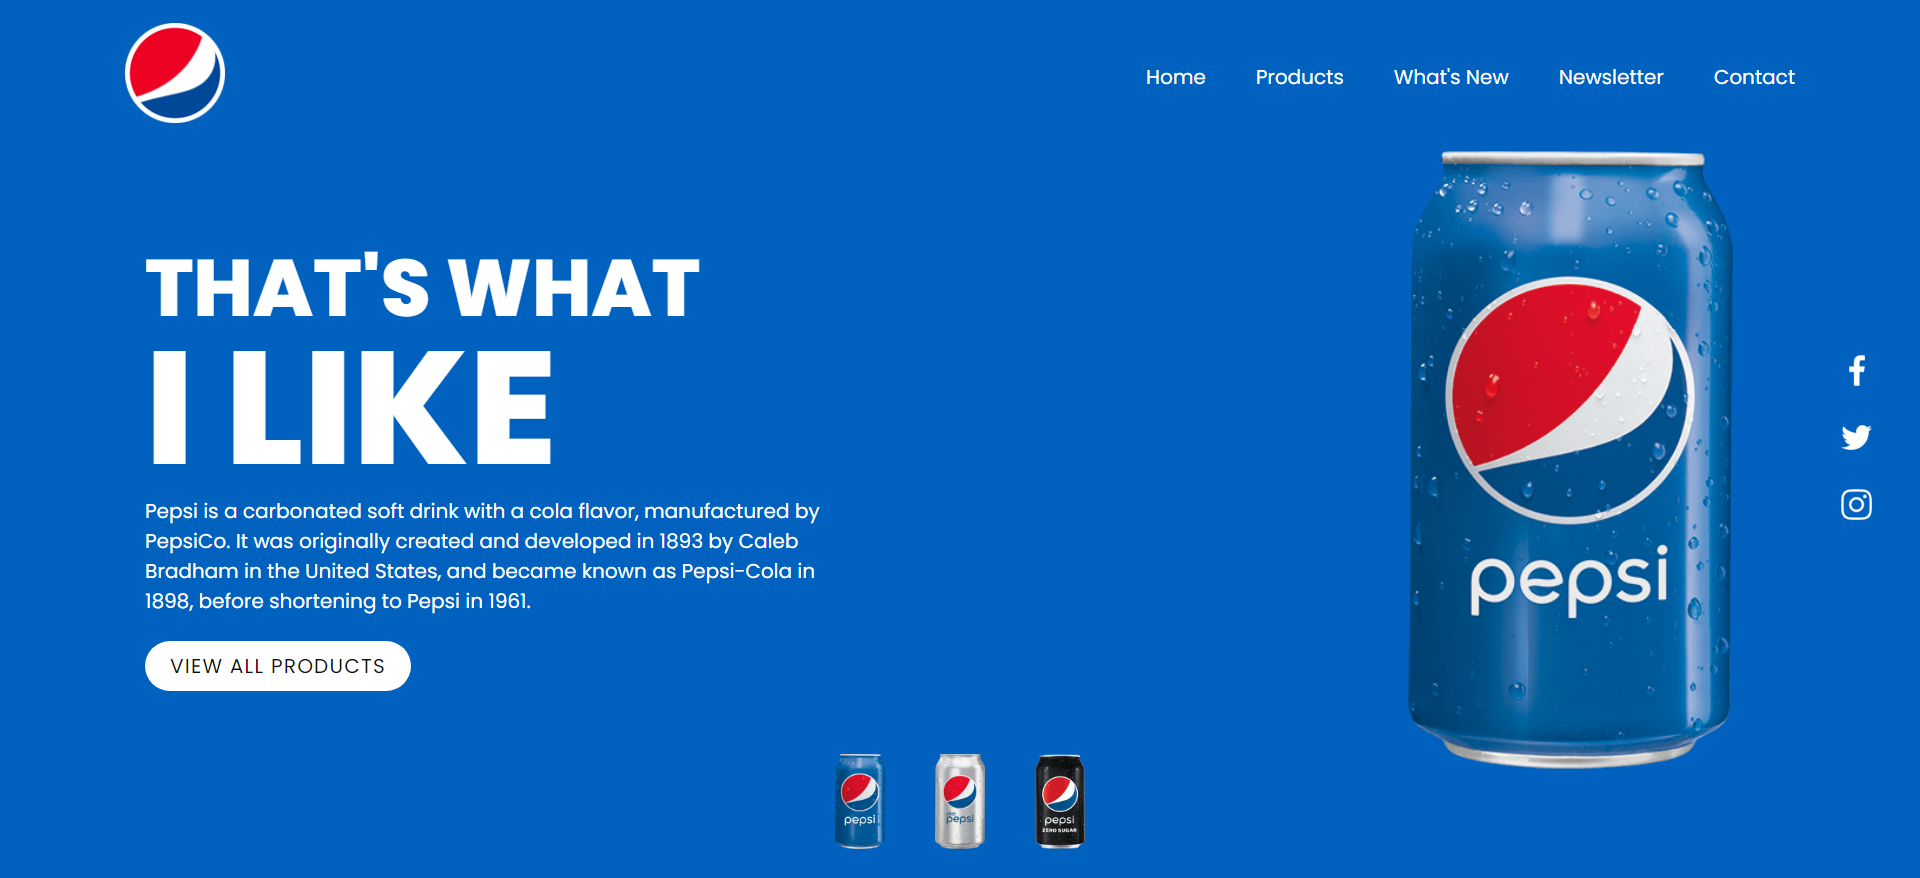 Home Products What's New Newsletter Contact
THAT'S WHAT
I LIKE
Pepsi is a carbonated soft drink with a cola flavor, manufactured by
PepsiCo. It was originally created and developed in 1893 by Caleb
Bradham in the United States, and became known as Pepsi-Cola in
1898, before shortening to Pepsi in 1961.
VIEW ALL PRODUCTS
pepsi
pepsi
diet
pepsi
pepsi
ZERO SUGAR